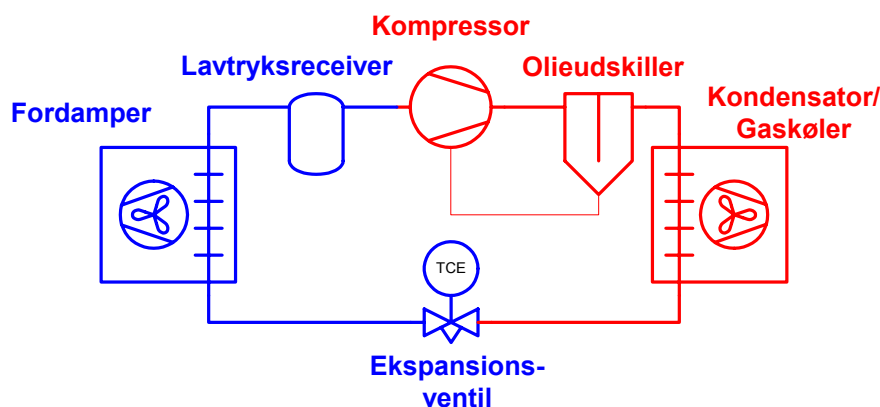 Kompressor
Lavtryksreceiver
Olieudskiller
Fordamper
Kondensator/
Gaskøler
TCE
Ekspansions-
ventil